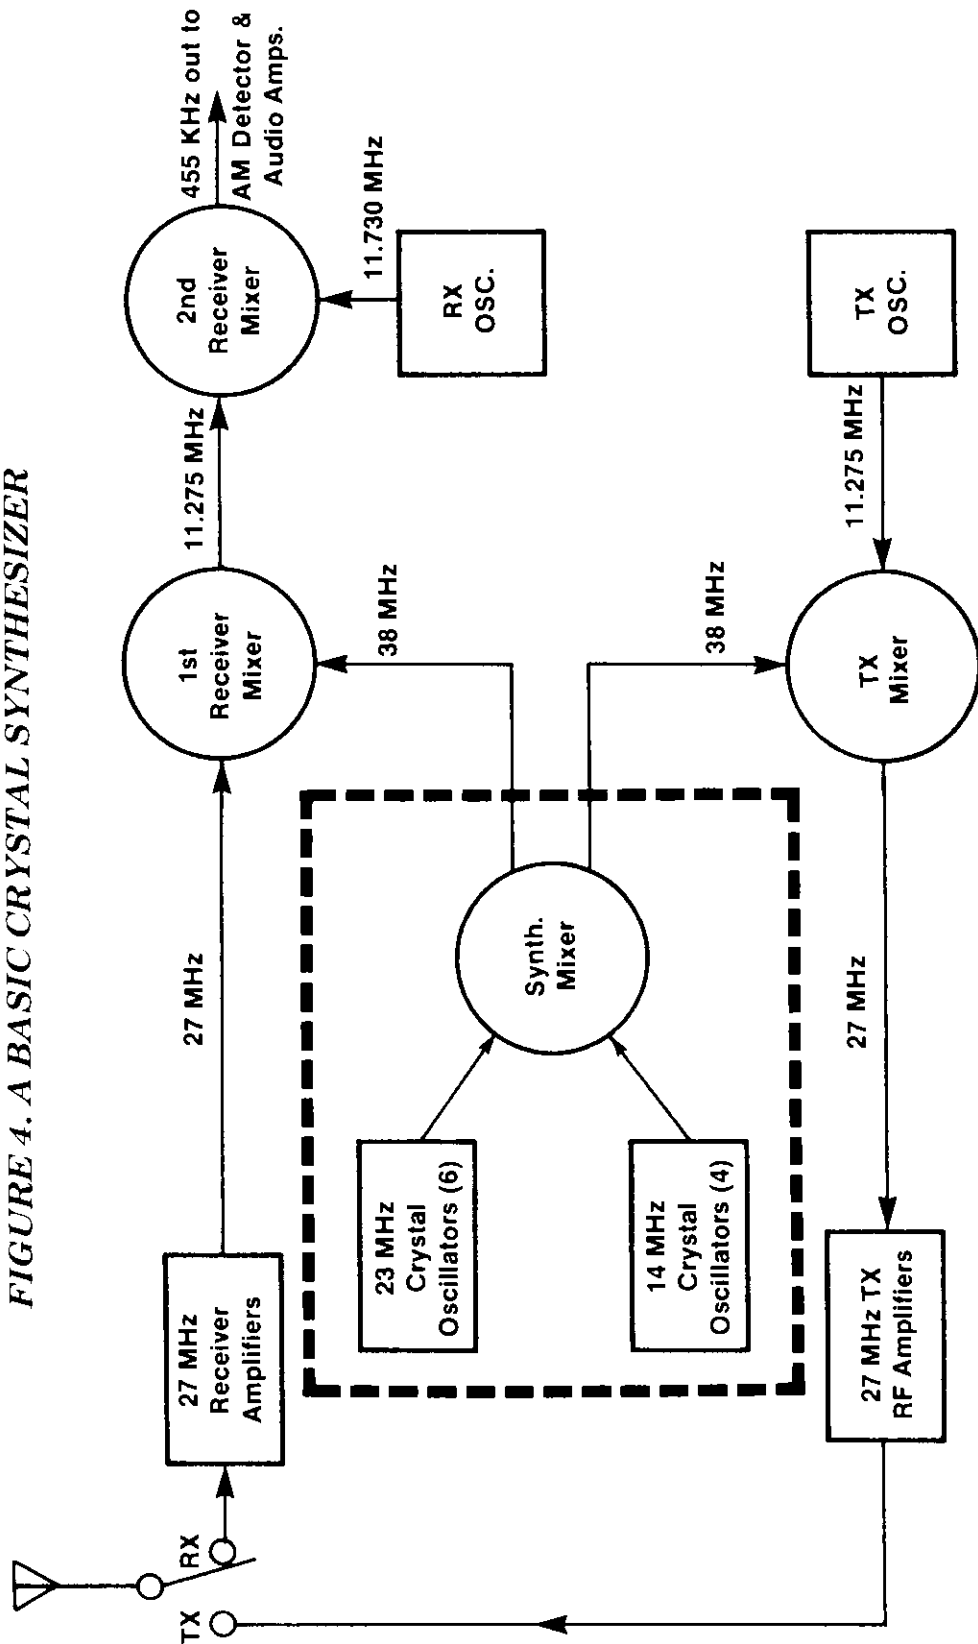 FIGURE 4. A BASIC CRYSTAL SYNTHESIZER
TX
RX
27 MHz
Receiver
Amplifiers
27 MHz
1st
Receiver
Mixer
11.275 MHz
2nd
Receiver
Mixer
455 KHz out to
AM Detector &
Audio Amps.
11.730 MHz
RX
OSC.
38 MHz
23 MHz
Crystal
Oscillators (6)
14 MHz
Crystal
Oscillators (4)
Synth.
Mixer
38 MHz
27 MHz TX
RF Amplifiers
27 MHz
TX
Mixer
11.275 MHz
TX
OSC.